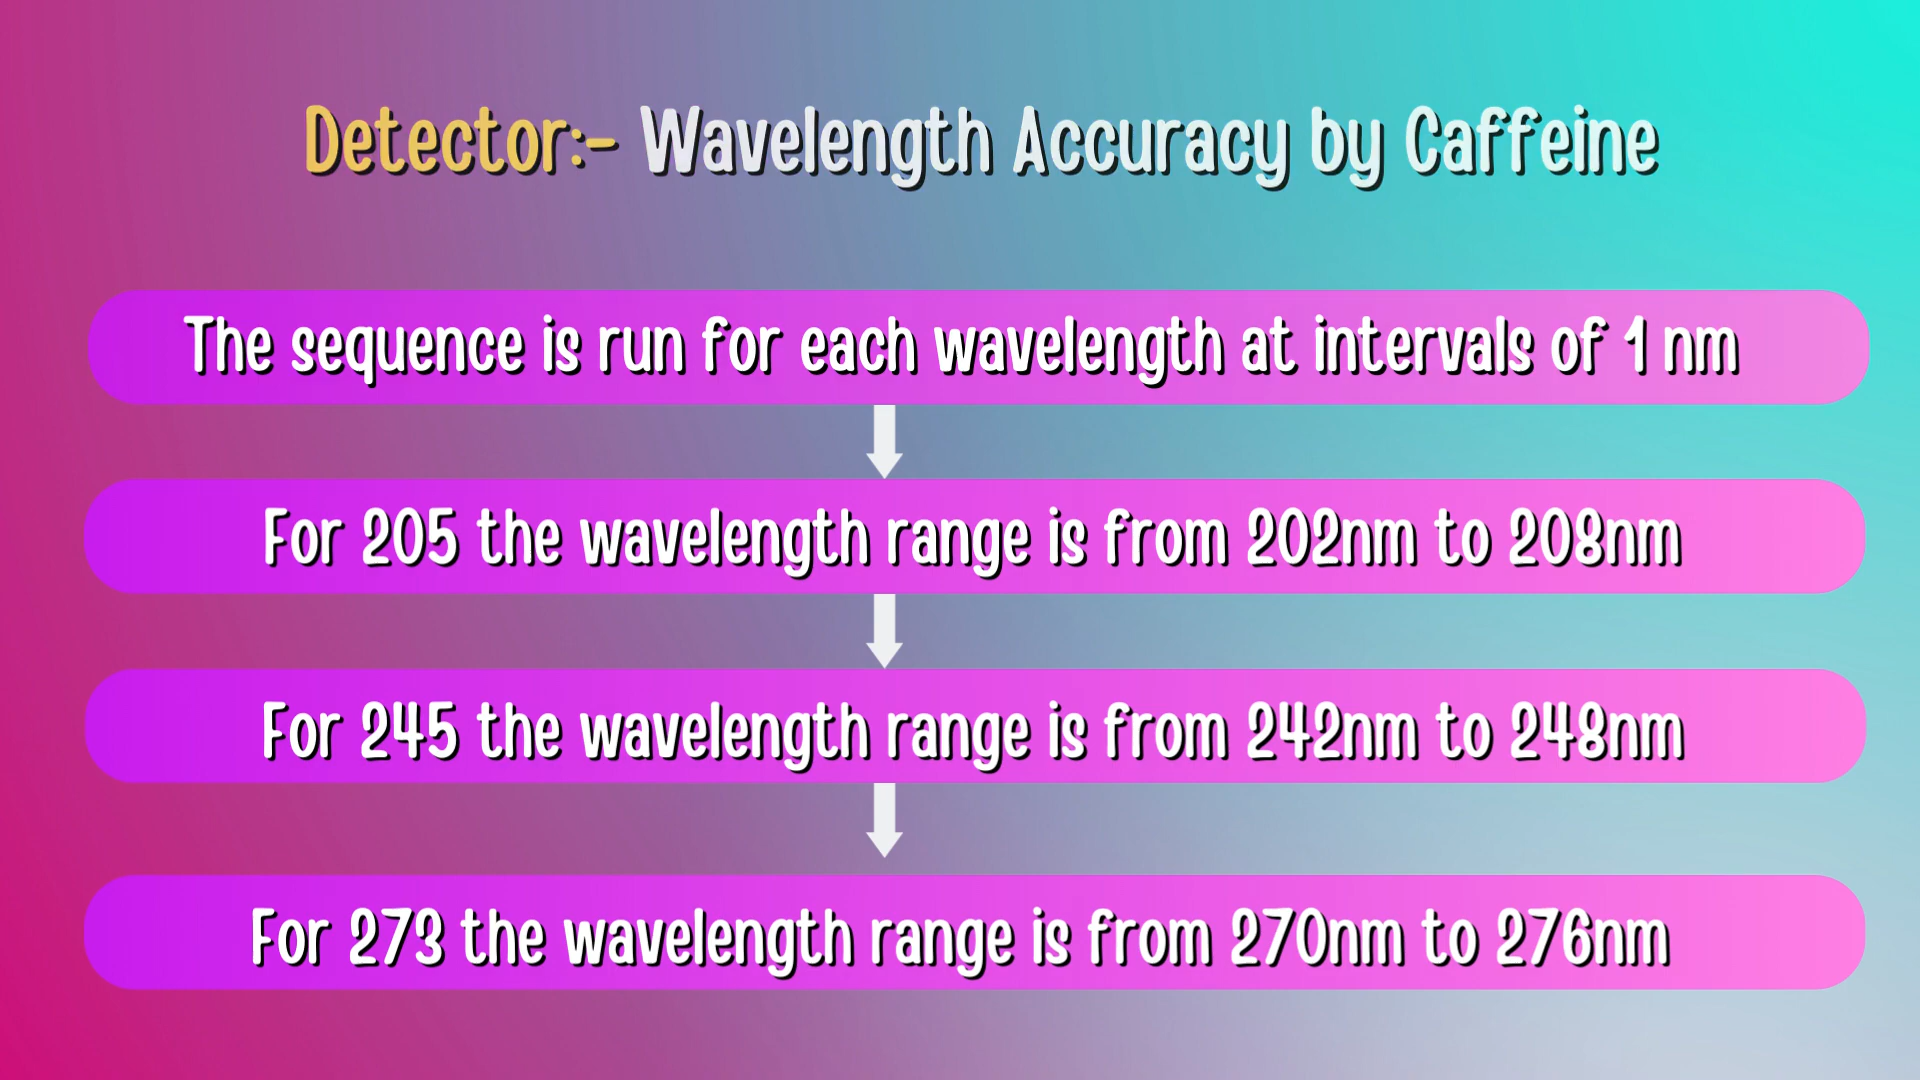 Detector:- Wavelength Accuracy by Caffeine
The sequence is run for each wavelength at intervals of 1 nm
For 205 the wavelength range is from 202nm to 208nm
For 245 the wavelength range is from 242nm to 248nm
For 273 the wavelength range is from 270nm to 276nm